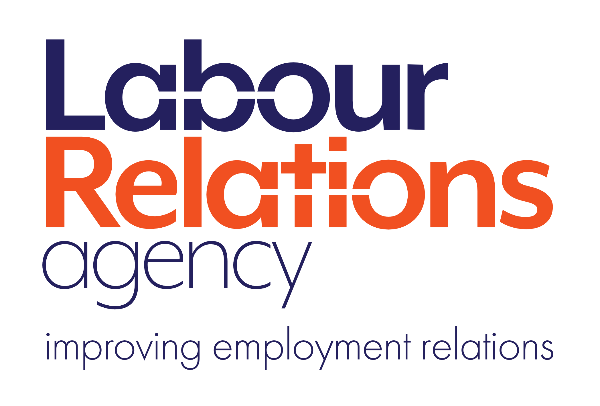 Labour
Relations
agency
improving employment relations